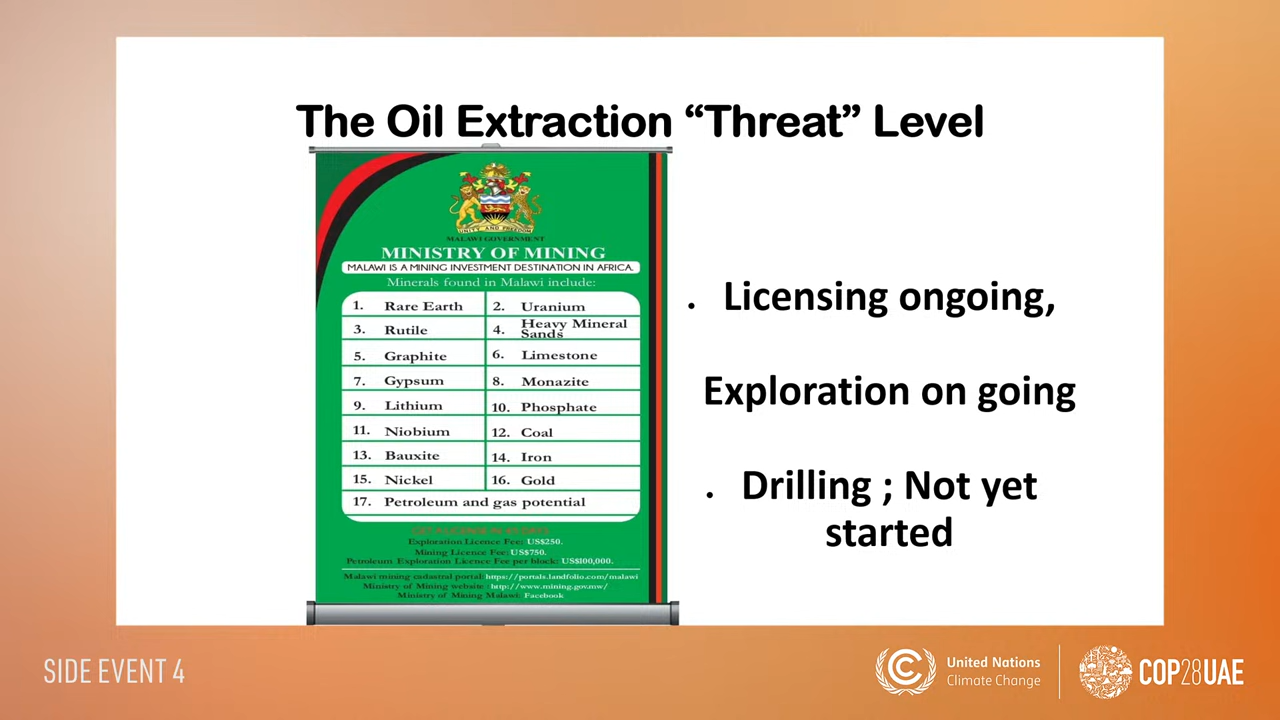 The Oil Extraction “Threat” Level
UNITY AND FREEDOM
MALAWI GOVERNMENT
MINISTRY OF MINING
MALAWI IS A MINING INVESTMENT DESTINATION IN AFRICA.
Minerals found in Malawi include:
1. Rare Earth 2. Uranium
3. Rutile 4. Heavy Mineral Sands
5. Graphite 6. Limestone
7. Gypsum 8. Monazite
9. Lithium 10. Phosphate
11. Niobium 12. Coal
13. Bauxite 14. Iron
15. Nickel 16. Gold
17. Petroleum and gas potential
Exploration Licence Fee: US$250.
Mining Licence Fee: US$750.
Petroleum Exploration Licence Fee per block: US$100,000.
Malawi mining cadastral portal: https://portals.landfolio.com/malawi
Ministry of Mining website : http://www.mining.gov.mw/
Ministry of Mining Malawi: Facebook
. Licensing ongoing,
Exploration on going
. Drilling ; Not yet
started
SIDE EVENT 4
United Nations
Climate Change
COP28UAE